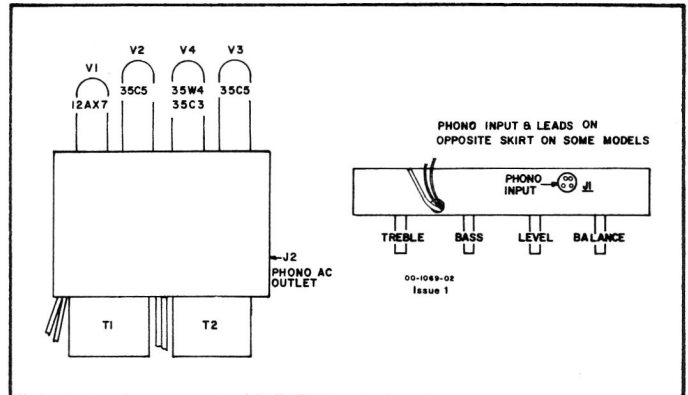 V1
V2
V4
V3
12AX7
35C5
35W4
35C3
35C5
J2
PHONO AC
OUTLET
T1
T2
PHONO INPUT & LEADS ON
OPPOSITE SKIRT ON SOME MODELS
PHONO
INPUT
J1
TREBLE
BASS
LEVEL
BALANCE
00-1069-02
Issue 1